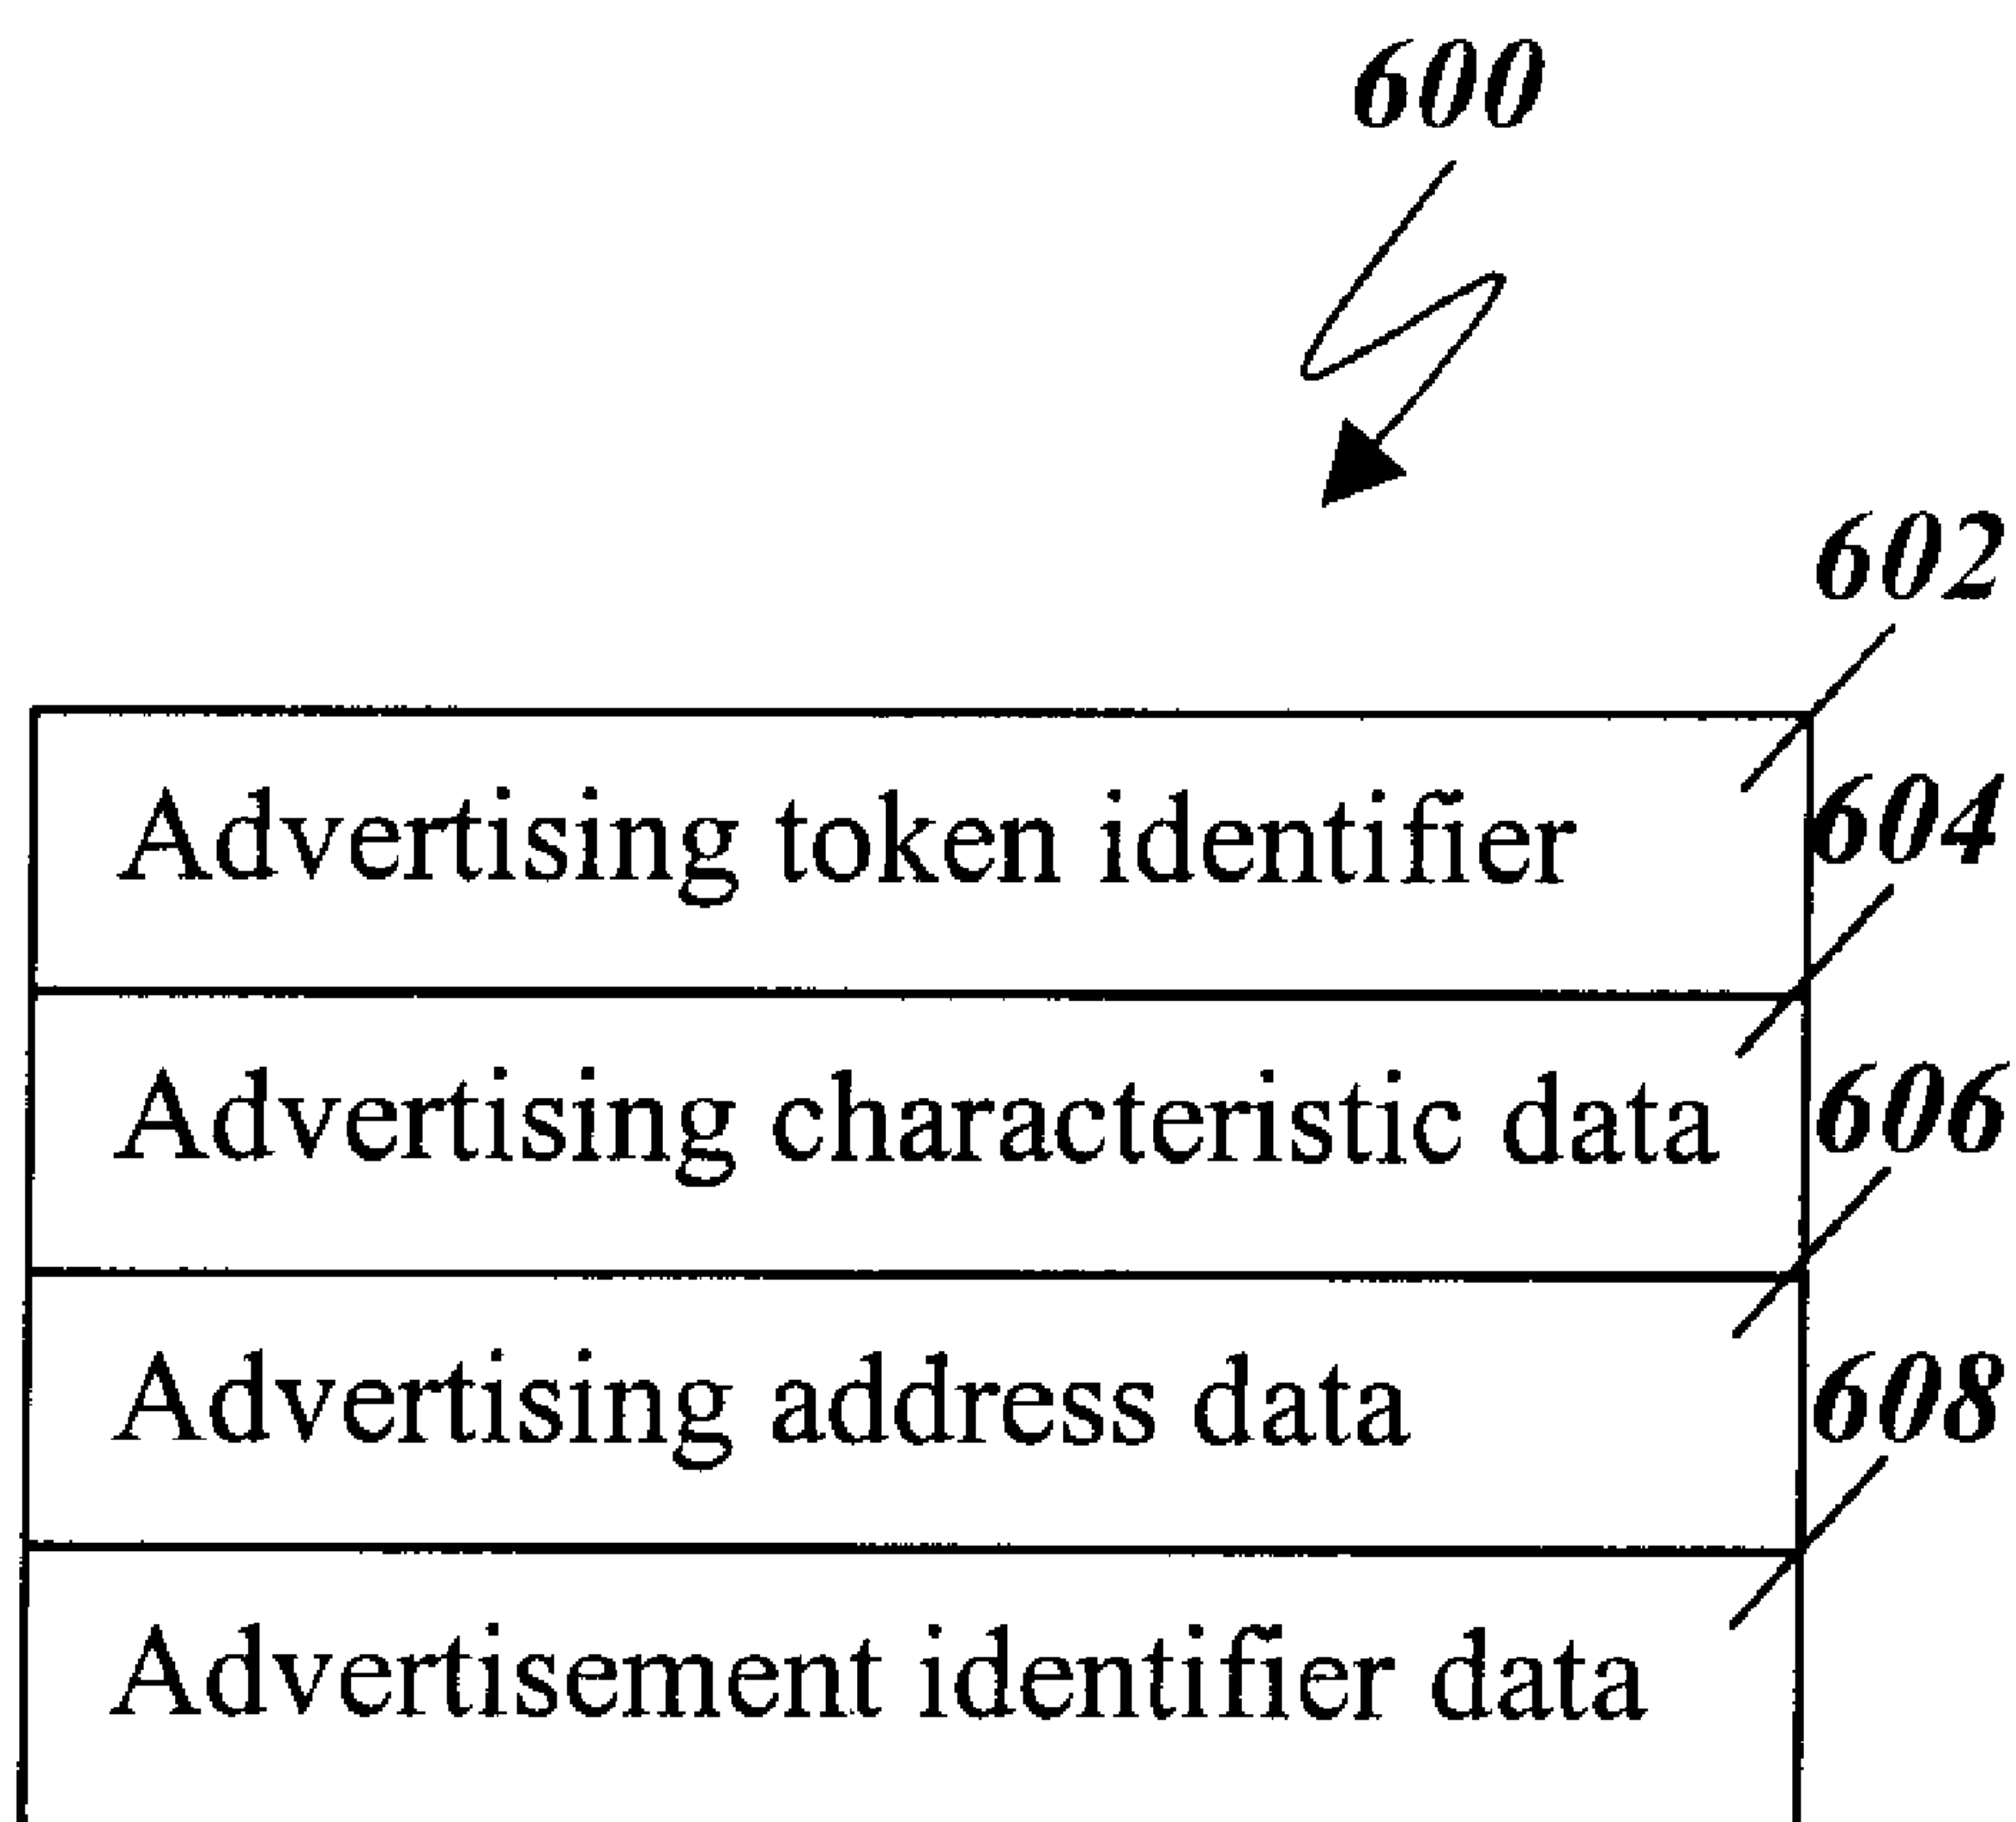 600
602
Advertising token identifier
604
Advertising characteristic data
606
Advertising address data
608
Advertisement identifier data